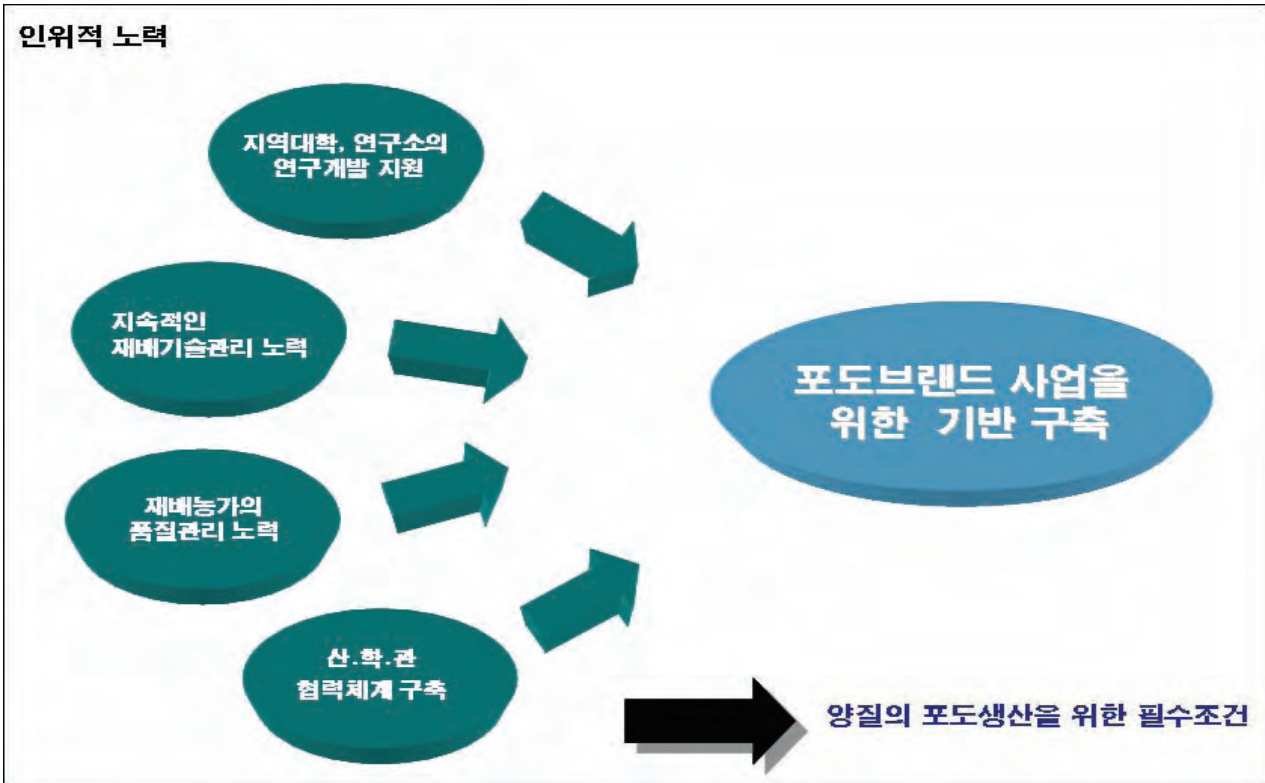 인위적 노력
지역대학, 연구소의
연구개발 지원
지속적인
재배기술관리 노력
재배농가의
품질관리 노력
산.학.관
협력체계 구축
포도브랜드 사업을
위한 기반 구축
양질의 포도생산을 위한 필수조건